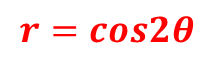 r = cos2θ